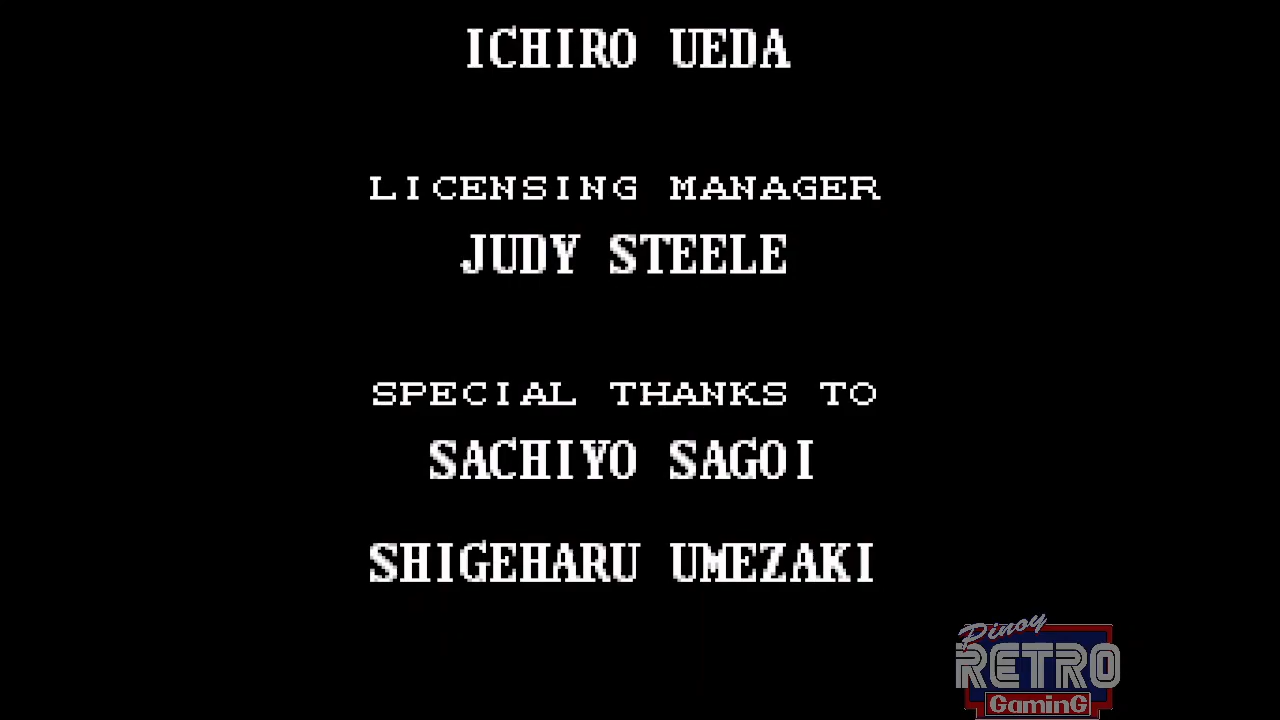 ICHIRO UEDA
LICENSING MANAGER
JUDY STEELE
SPECIAL THANKS TO
SACHIYO SAGOI
SHIGEHARU UMEZAKI
Pinoy
RETRO
GaminG